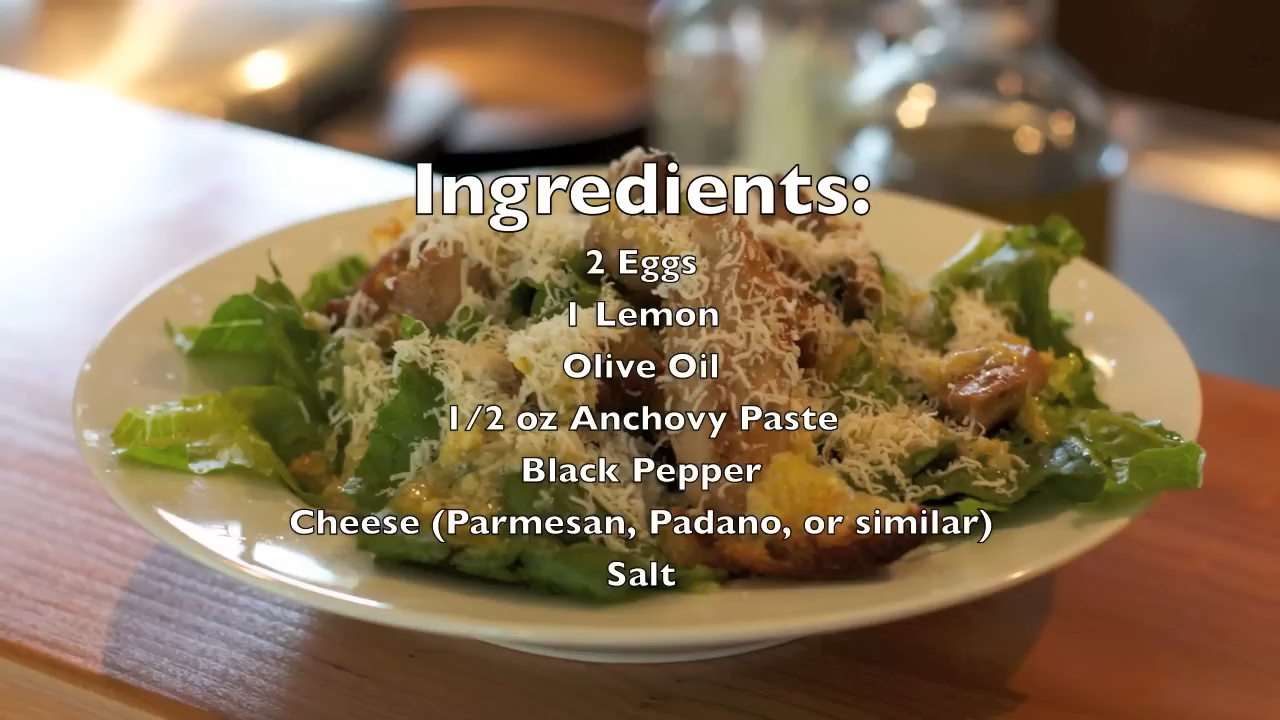 Ingredients:
2 Eggs
1 Lemon
Olive Oil
1/2 oz Anchovy Paste
Black Pepper
Cheese (Parmesan, Padano, or similar)
Salt